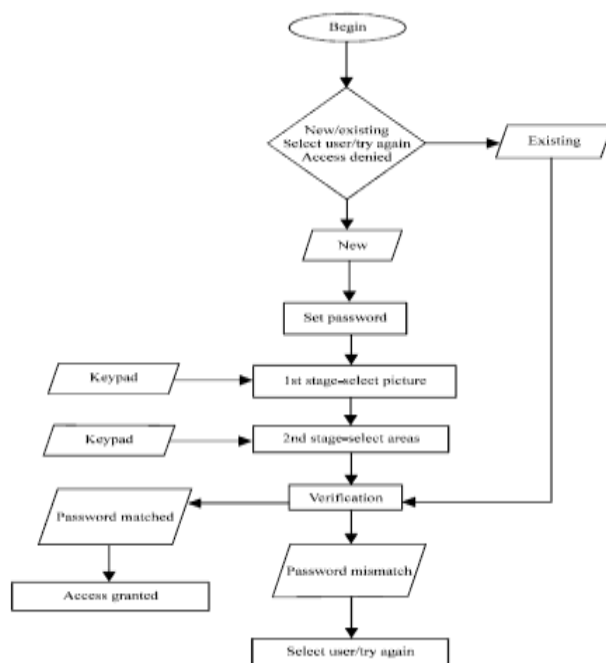 Begin
New/existing
Select user/try again
Access denied
Existing
New
Set password
Keypad
1st stage-select picture
Keypad
2nd stage-select areas
Verification
Password matched
Password mismatch
Access granted
Select user/try again